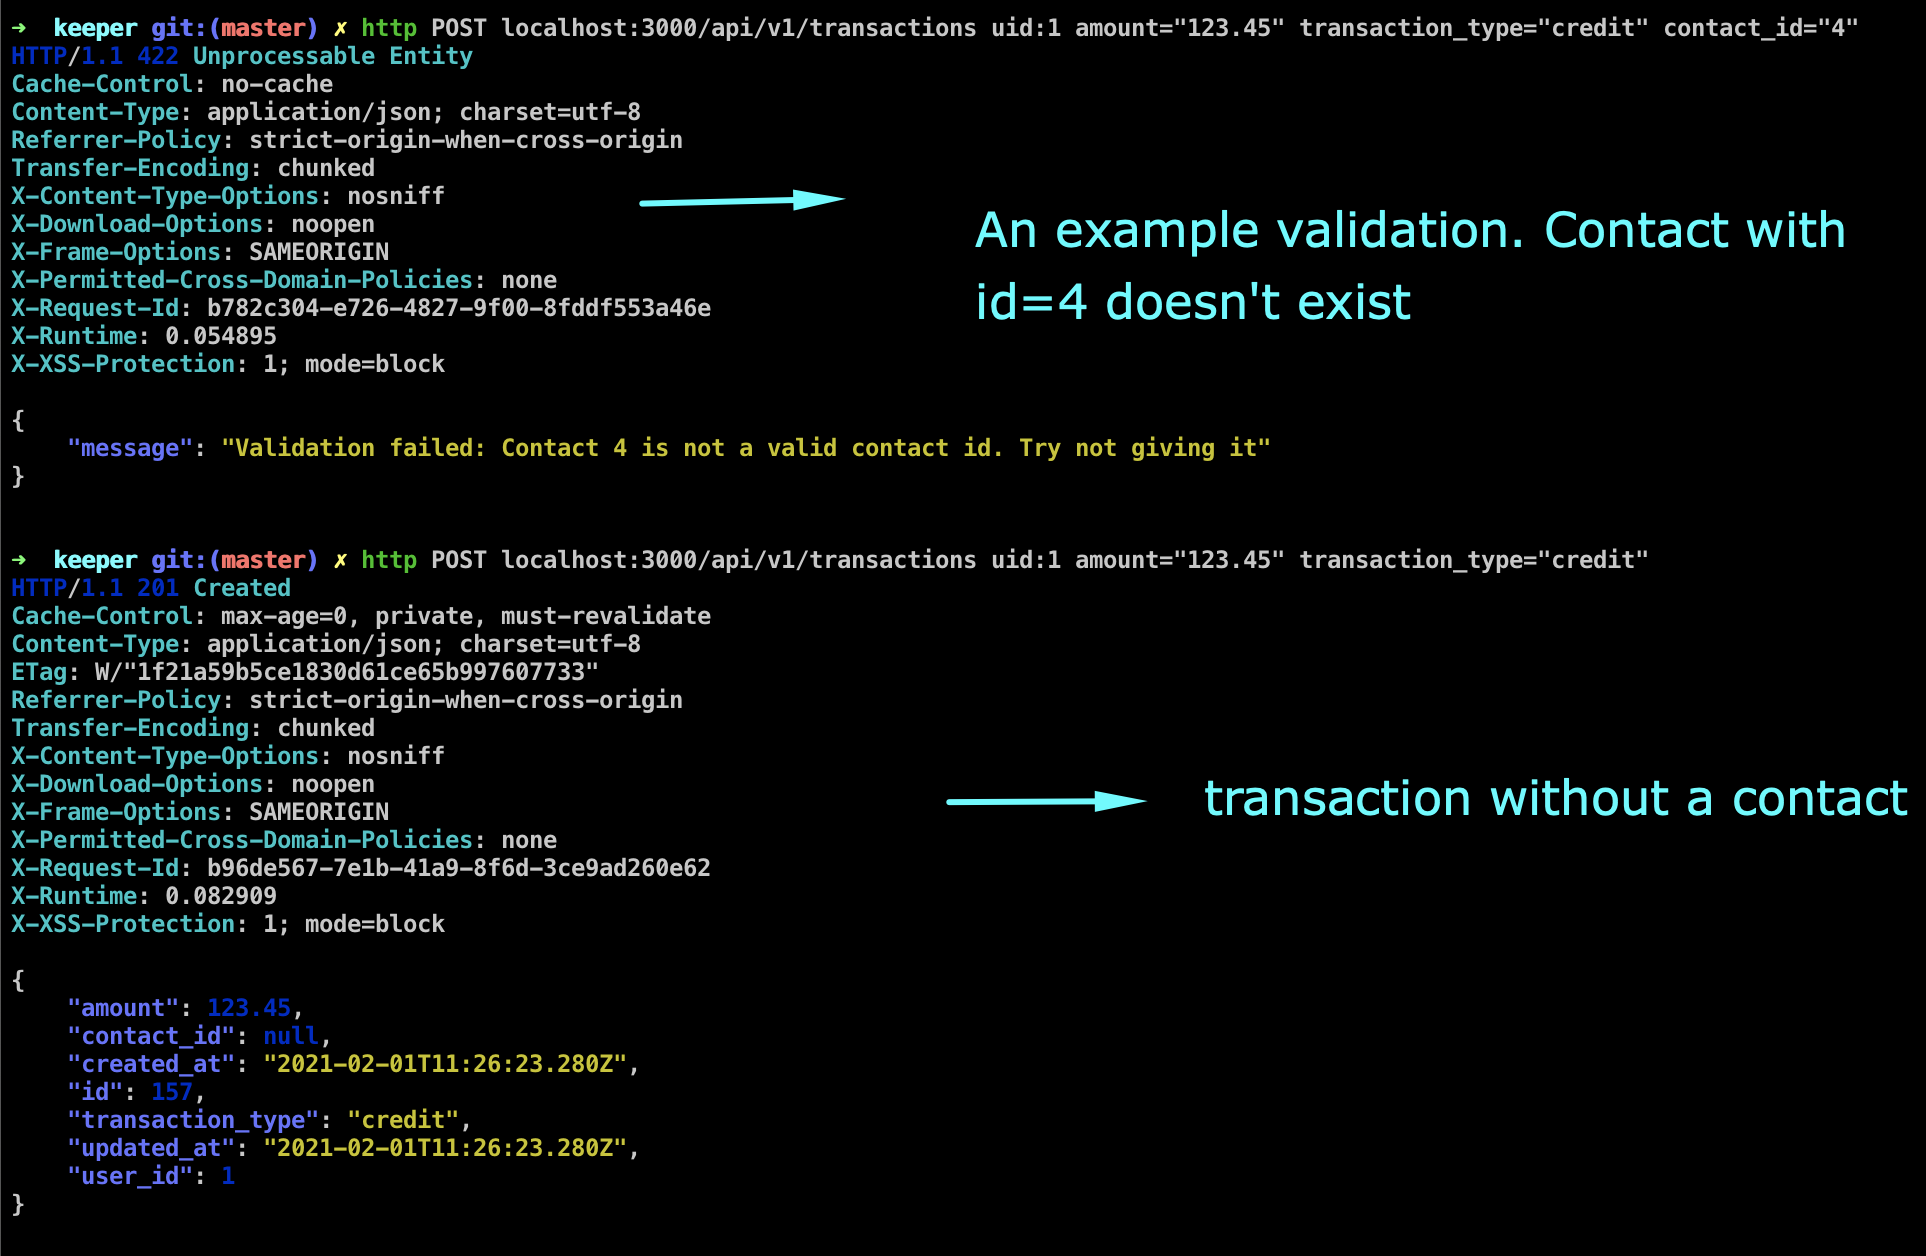 ➜  keeper git:(master) ✗ http POST localhost:3000/api/v1/transactions uid:1 amount="123.45" transaction_type="credit" contact_id="4"
HTTP/1.1 422 Unprocessable Entity
Cache-Control: no-cache
Content-Type: application/json; charset=utf-8
Referrer-Policy: strict-origin-when-cross-origin
Transfer-Encoding: chunked
X-Content-Type-Options: nosniff
X-Download-Options: noopen
X-Frame-Options: SAMEORIGIN
X-Permitted-Cross-Domain-Policies: none
X-Request-Id: b782c304-e726-4827-9f00-8fddf553a46e
X-Runtime: 0.054895
X-XSS-Protection: 1; mode=block
An example validation. Contact with
id=4 doesn't exist
{
    "message": "Validation failed: Contact 4 is not a valid contact id. Try not giving it"
}
➜  keeper git:(master) ✗ http POST localhost:3000/api/v1/transactions uid:1 amount="123.45" transaction_type="credit"
HTTP/1.1 201 Created
Cache-Control: max-age=0, private, must-revalidate
Content-Type: application/json; charset=utf-8
ETag: W/"1f21a59b5ce1830d61ce65b997607733"
Referrer-Policy: strict-origin-when-cross-origin
Transfer-Encoding: chunked
X-Content-Type-Options: nosniff
X-Download-Options: noopen
X-Frame-Options: SAMEORIGIN
X-Permitted-Cross-Domain-Policies: none
X-Request-Id: b96de567-7e1b-41a9-8f6d-3ce9ad260e62
X-Runtime: 0.082909
X-XSS-Protection: 1; mode=block
transaction without a contact
{
    "amount": 123.45,
    "contact_id": null,
    "created_at": "2021-02-01T11:26:23.280Z",
    "id": 157,
    "transaction_type": "credit",
    "updated_at": "2021-02-01T11:26:23.280Z",
    "user_id": 1
}